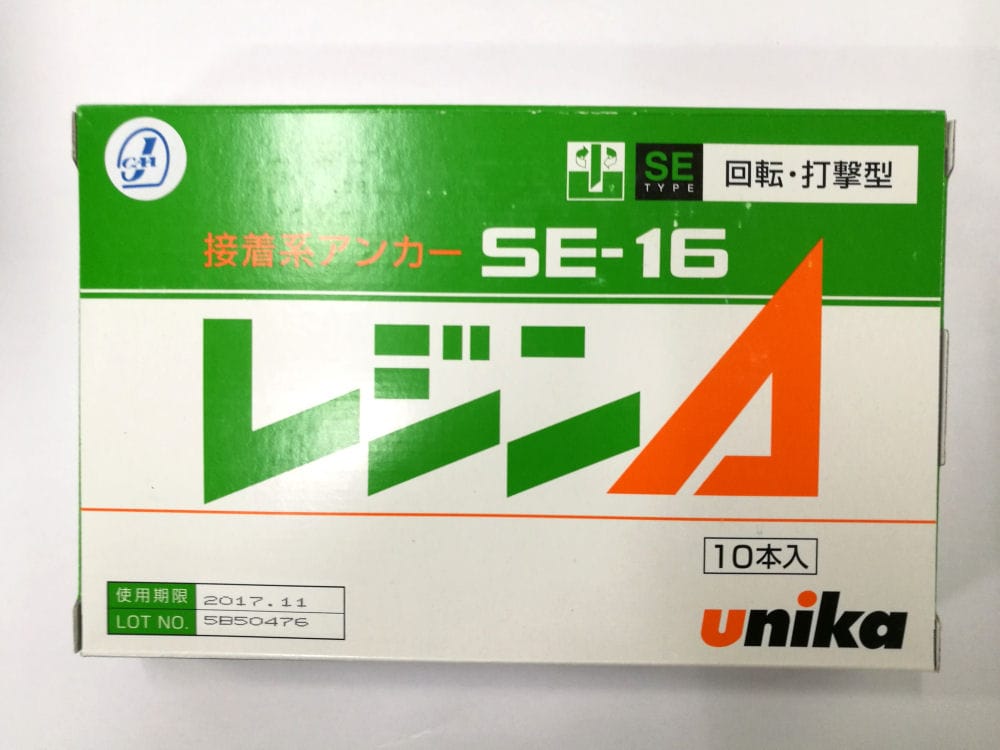 SE
TYPE
回転・打撃型
接着系アンカー SE-16
レジンA
10本入
使用期限 2017.11
LOT NO. 5B50476
unika